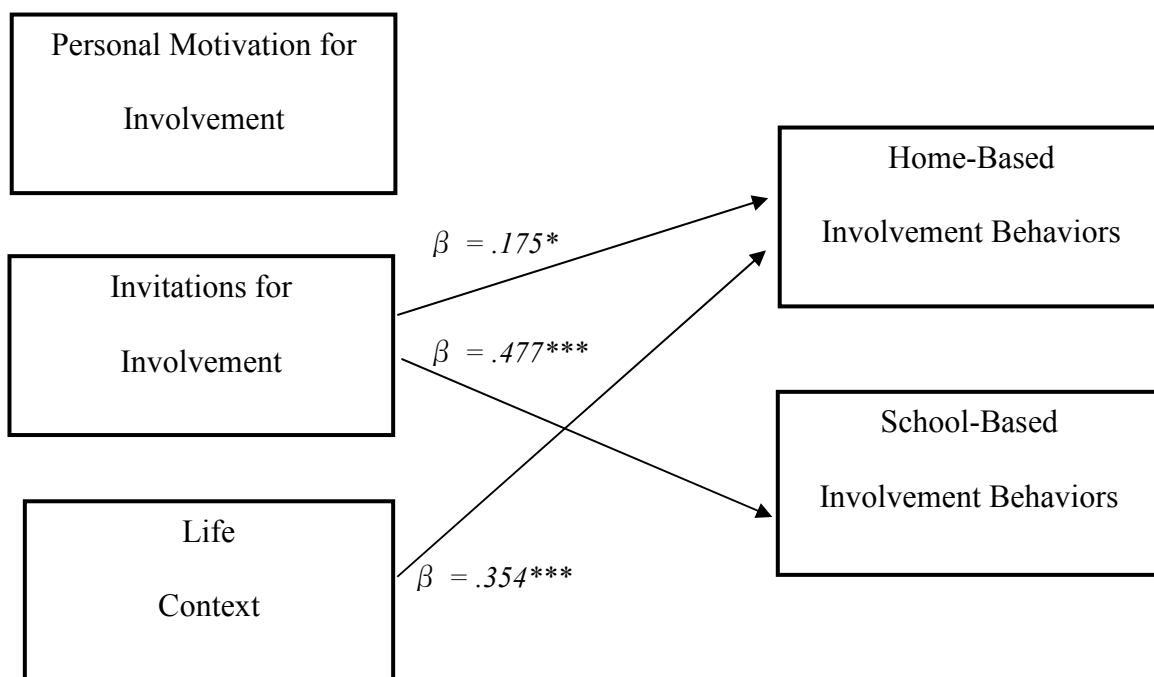 Personal Motivation for
Involvement
Home-Based
Involvement Behaviors
β = .175*
Invitations for
Involvement
β = .477***
School-Based
Involvement Behaviors
Life
Context
β = .354***